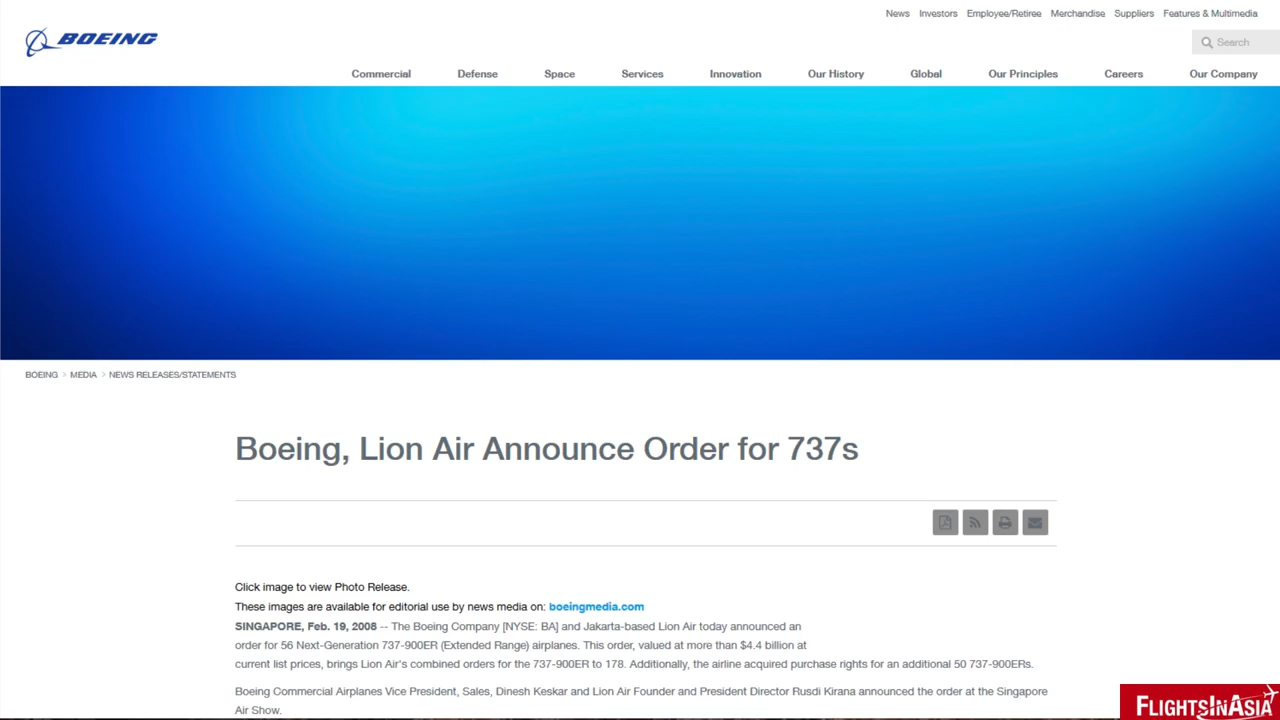 News Investors Employee/Retiree Merchandise Suppliers Features & Multimedia
BOEING
Search
Commercial Defense Space Services Innovation Our History Global Our Principles Careers Our Company
BOEING > MEDIA > NEWS RELEASES/STATEMENTS
Boeing, Lion Air Announce Order for 737s
Click image to view Photo Release.
These images are available for editorial use by news media on: boeingmedia.com
SINGAPORE, Feb. 19, 2008 -- The Boeing Company [NYSE: BA] and Jakarta-based Lion Air today announced an
order for 56 Next-Generation 737-900ER (Extended Range) airplanes. This order, valued at more than $4.4 billion at
current list prices, brings Lion Air's combined orders for the 737-900ER to 178. Additionally, the airline acquired purchase rights for an additional 50 737-900ERs.
Boeing Commercial Airplanes Vice President, Sales, Dinesh Keskar and Lion Air Founder and President Director Rusdi Kirana announced the order at the Singapore
Air Show.
FLIGHTSINASIA